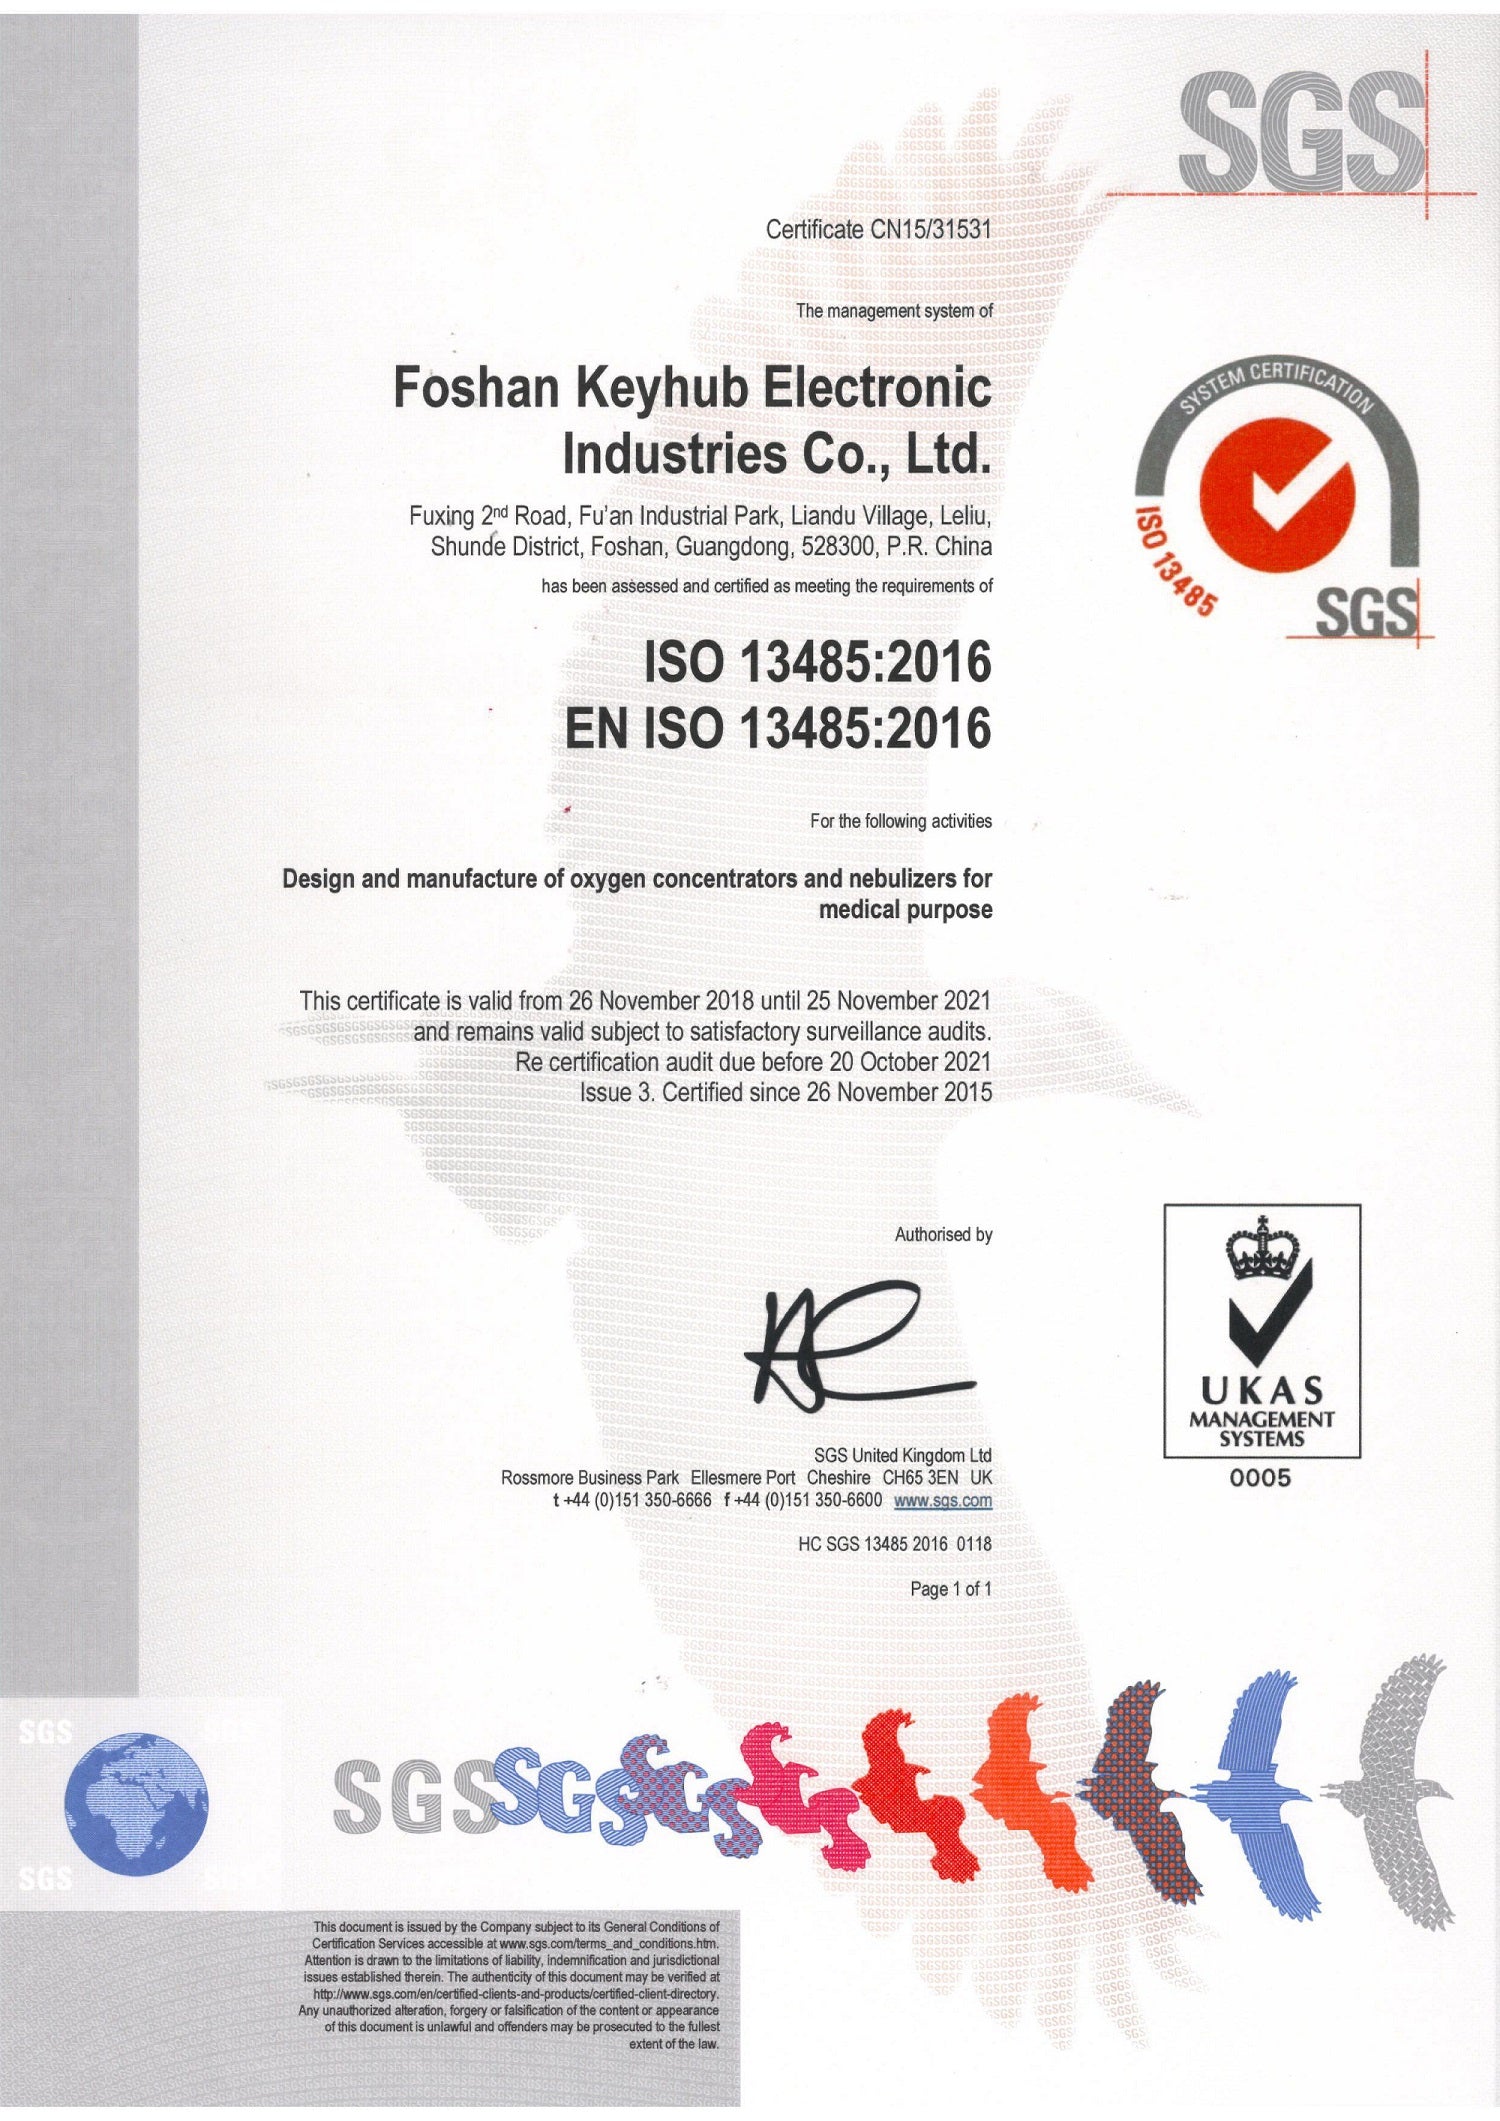 SGS
Certificate CN15/31531
The management system of
Foshan Keyhub Electronic
Industries Co., Ltd.
Fuxing 2nd Road, Fu'an Industrial Park, Liandu Village, Leliu,
Shunde District, Foshan, Guangdong, 528300, P.R. China
has been assessed and certified as meeting the requirements of
SYSTEM CERTIFICATION
ISO 13485
SGS
ISO 13485:2016
EN ISO 13485:2016
For the following activities
Design and manufacture of oxygen concentrators and nebulizers for
medical purpose
This certificate is valid from 26 November 2018 until 25 November 2021
and remains valid subject to satisfactory surveillance audits.
Re certification audit due before 20 October 2021
Issue 3. Certified since 26 November 2015
Authorised by
UKAS
MANAGEMENT
SYSTEMS
0005
SGS United Kingdom Ltd
Rossmore Business Park Ellesmere Port Cheshire CH65 3EN UK
t +44 (0)151 350-6666 f +44 (0)151 350-6600 www.sgs.com
HC SGS 13485 2016 0118
Page 1 of 1
SGS
SGS
SGS SGS SGS
This document is issued by the Company subject to its General Conditions of
Certification Services accessible at www.sgs.com/terms_and_conditions.htm.
Attention is drawn to the limitations of liability, indemnification and jurisdictional
issues established therein. The authenticity of this document may be verified at
http://www.sgs.com/en/certified-clients-and-products/certified-client-directory.
Any unauthorized alteration, forgery or falsification of the content or appearance
of this document is unlawful and offenders may be prosecuted to the fullest
extent of the law.